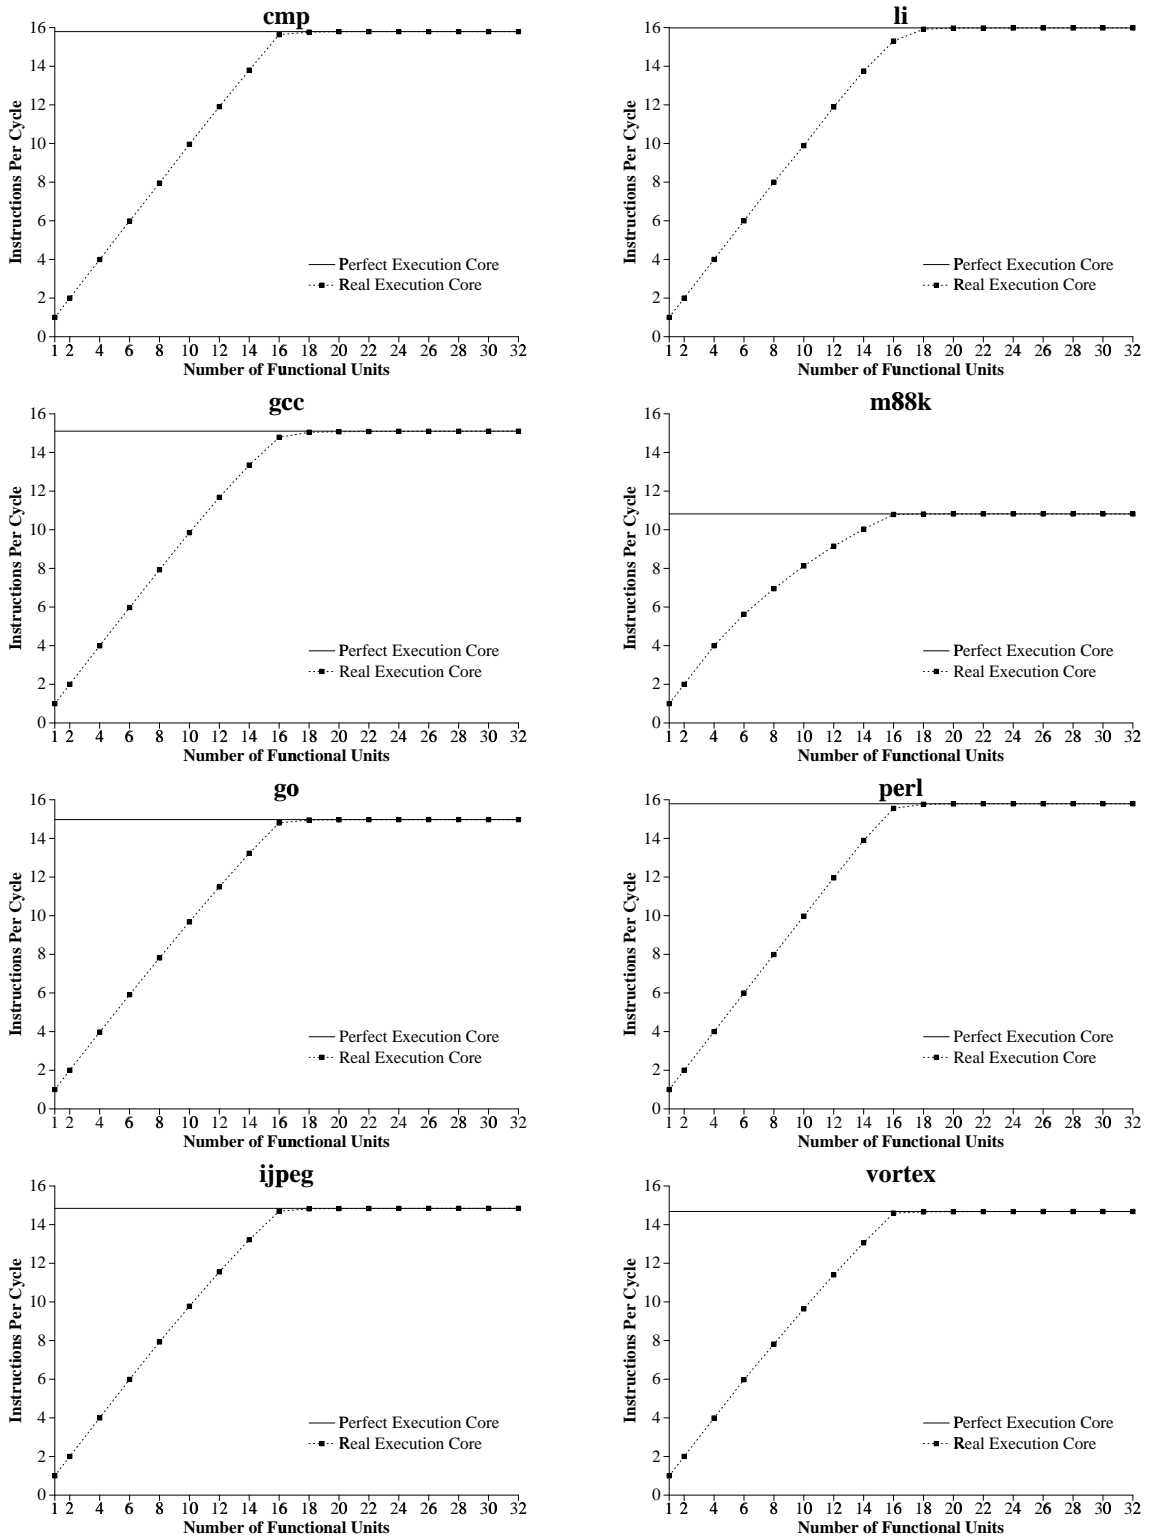 cmp
16
14
12
10
8
6
4
2
0
Instructions Per Cycle
Perfect Execution Core
Real Execution Core
1 2 4 6 8 10 12 14 16 18 20 22 24 26 28 30 32
Number of Functional Units
li
16
14
12
10
8
6
4
2
0
Instructions Per Cycle
Perfect Execution Core
Real Execution Core
1 2 4 6 8 10 12 14 16 18 20 22 24 26 28 30 32
Number of Functional Units
gcc
16
14
12
10
8
6
4
2
0
Instructions Per Cycle
Perfect Execution Core
Real Execution Core
1 2 4 6 8 10 12 14 16 18 20 22 24 26 28 30 32
Number of Functional Units
m88k
16
14
12
10
8
6
4
2
0
Instructions Per Cycle
Perfect Execution Core
Real Execution Core
1 2 4 6 8 10 12 14 16 18 20 22 24 26 28 30 32
Number of Functional Units
go
16
14
12
10
8
6
4
2
0
Instructions Per Cycle
Perfect Execution Core
Real Execution Core
1 2 4 6 8 10 12 14 16 18 20 22 24 26 28 30 32
Number of Functional Units
perl
16
14
12
10
8
6
4
2
0
Instructions Per Cycle
Perfect Execution Core
Real Execution Core
1 2 4 6 8 10 12 14 16 18 20 22 24 26 28 30 32
Number of Functional Units
ijpeg
16
14
12
10
8
6
4
2
0
Instructions Per Cycle
Perfect Execution Core
Real Execution Core
1 2 4 6 8 10 12 14 16 18 20 22 24 26 28 30 32
Number of Functional Units
vortex
16
14
12
10
8
6
4
2
0
Instructions Per Cycle
Perfect Execution Core
Real Execution Core
1 2 4 6 8 10 12 14 16 18 20 22 24 26 28 30 32
Number of Functional Units